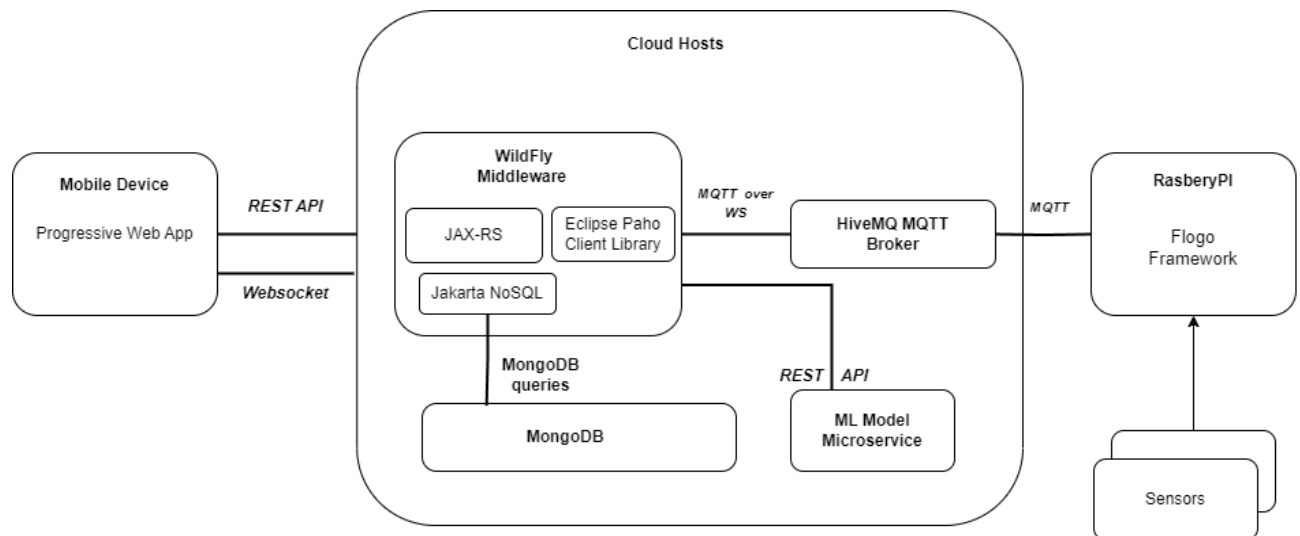 Cloud Hosts
Mobile Device
Progressive Web App
REST API
Websocket
WildFly
Middleware
JAX-RS
Eclipse Paho
Client Library
Jakarta NoSQL
MongoDB
queries
MongoDB
MQTT over
WS
HiveMQ MQTT
Broker
REST API
ML Model
Microservice
MQTT
RasberyPI
Flogo
Framework
Sensors